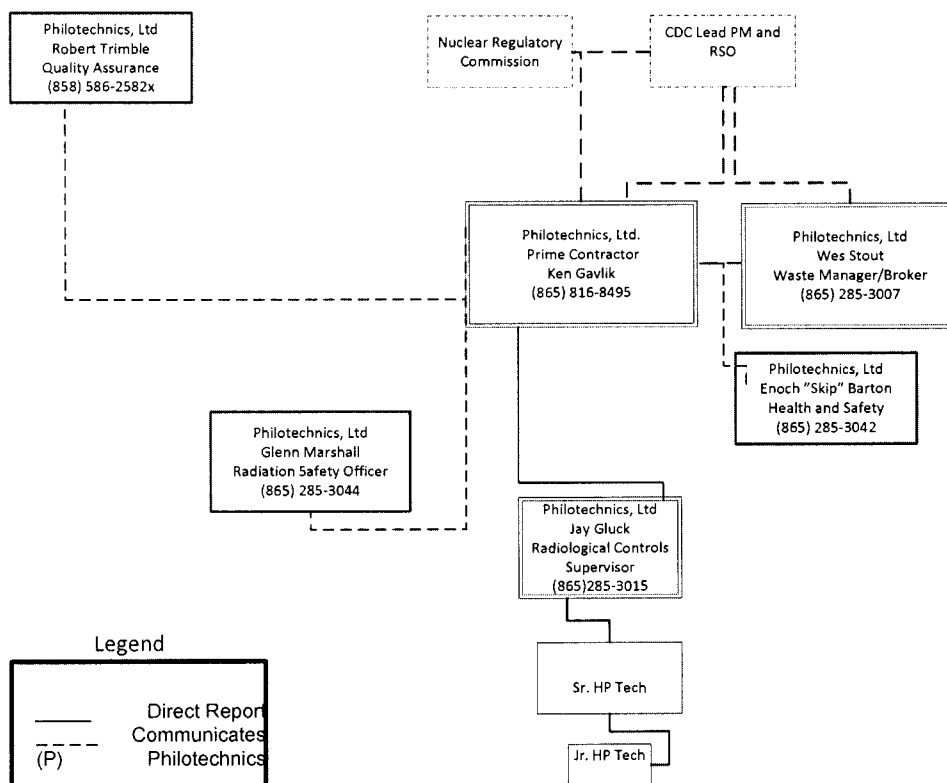 Philotechnics, Ltd
Robert Trimble
Quality Assurance
(858) 586-2582x
Nuclear Regulatory
Commission
CDC Lead PM and
RSO
Philotechnics, Ltd.
Prime Contractor
Ken Gavlik
(865) 816-8495
Philotechnics, Ltd
Wes Stout
Waste Manager/Broker
(865) 285-3007
Philotechnics, Ltd
Enoch "Skip" Barton
Health and Safety
(865) 285-3042
Philotechnics, Ltd
Glenn Marshall
Radiation Safety Officer
(865) 285-3044
Philotechnics, Ltd
Jay Gluck
Radiological Controls
Supervisor
(865)285-3015
Sr. HP Tech
Jr. HP Tech
Legend
Direct Report
Communicates
(P) Philotechnics